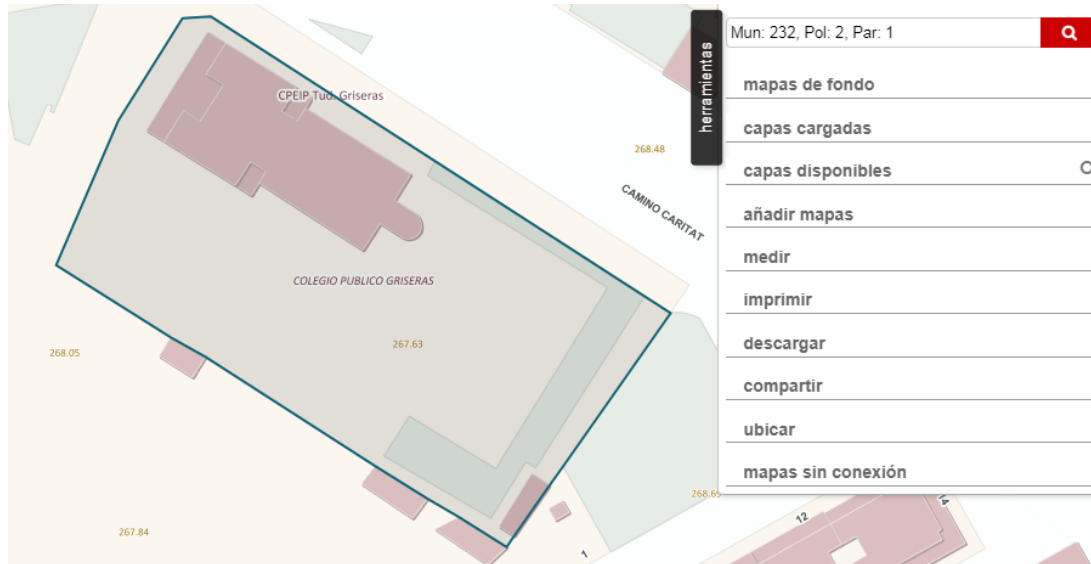 Mun: 232, Pol: 2, Par: 1
herramientas
mapas de fondo
capas cargadas
capas disponibles
añadir mapas
medir
imprimir
descargar
compartir
ubicar
mapas sin conexión
CPEIP Tud. Griseras
268.48
CAMINO CARITAT
COLEGIO PUBLICO GRISERAS
267.63
268.05
268.65
14
12
267.84
1